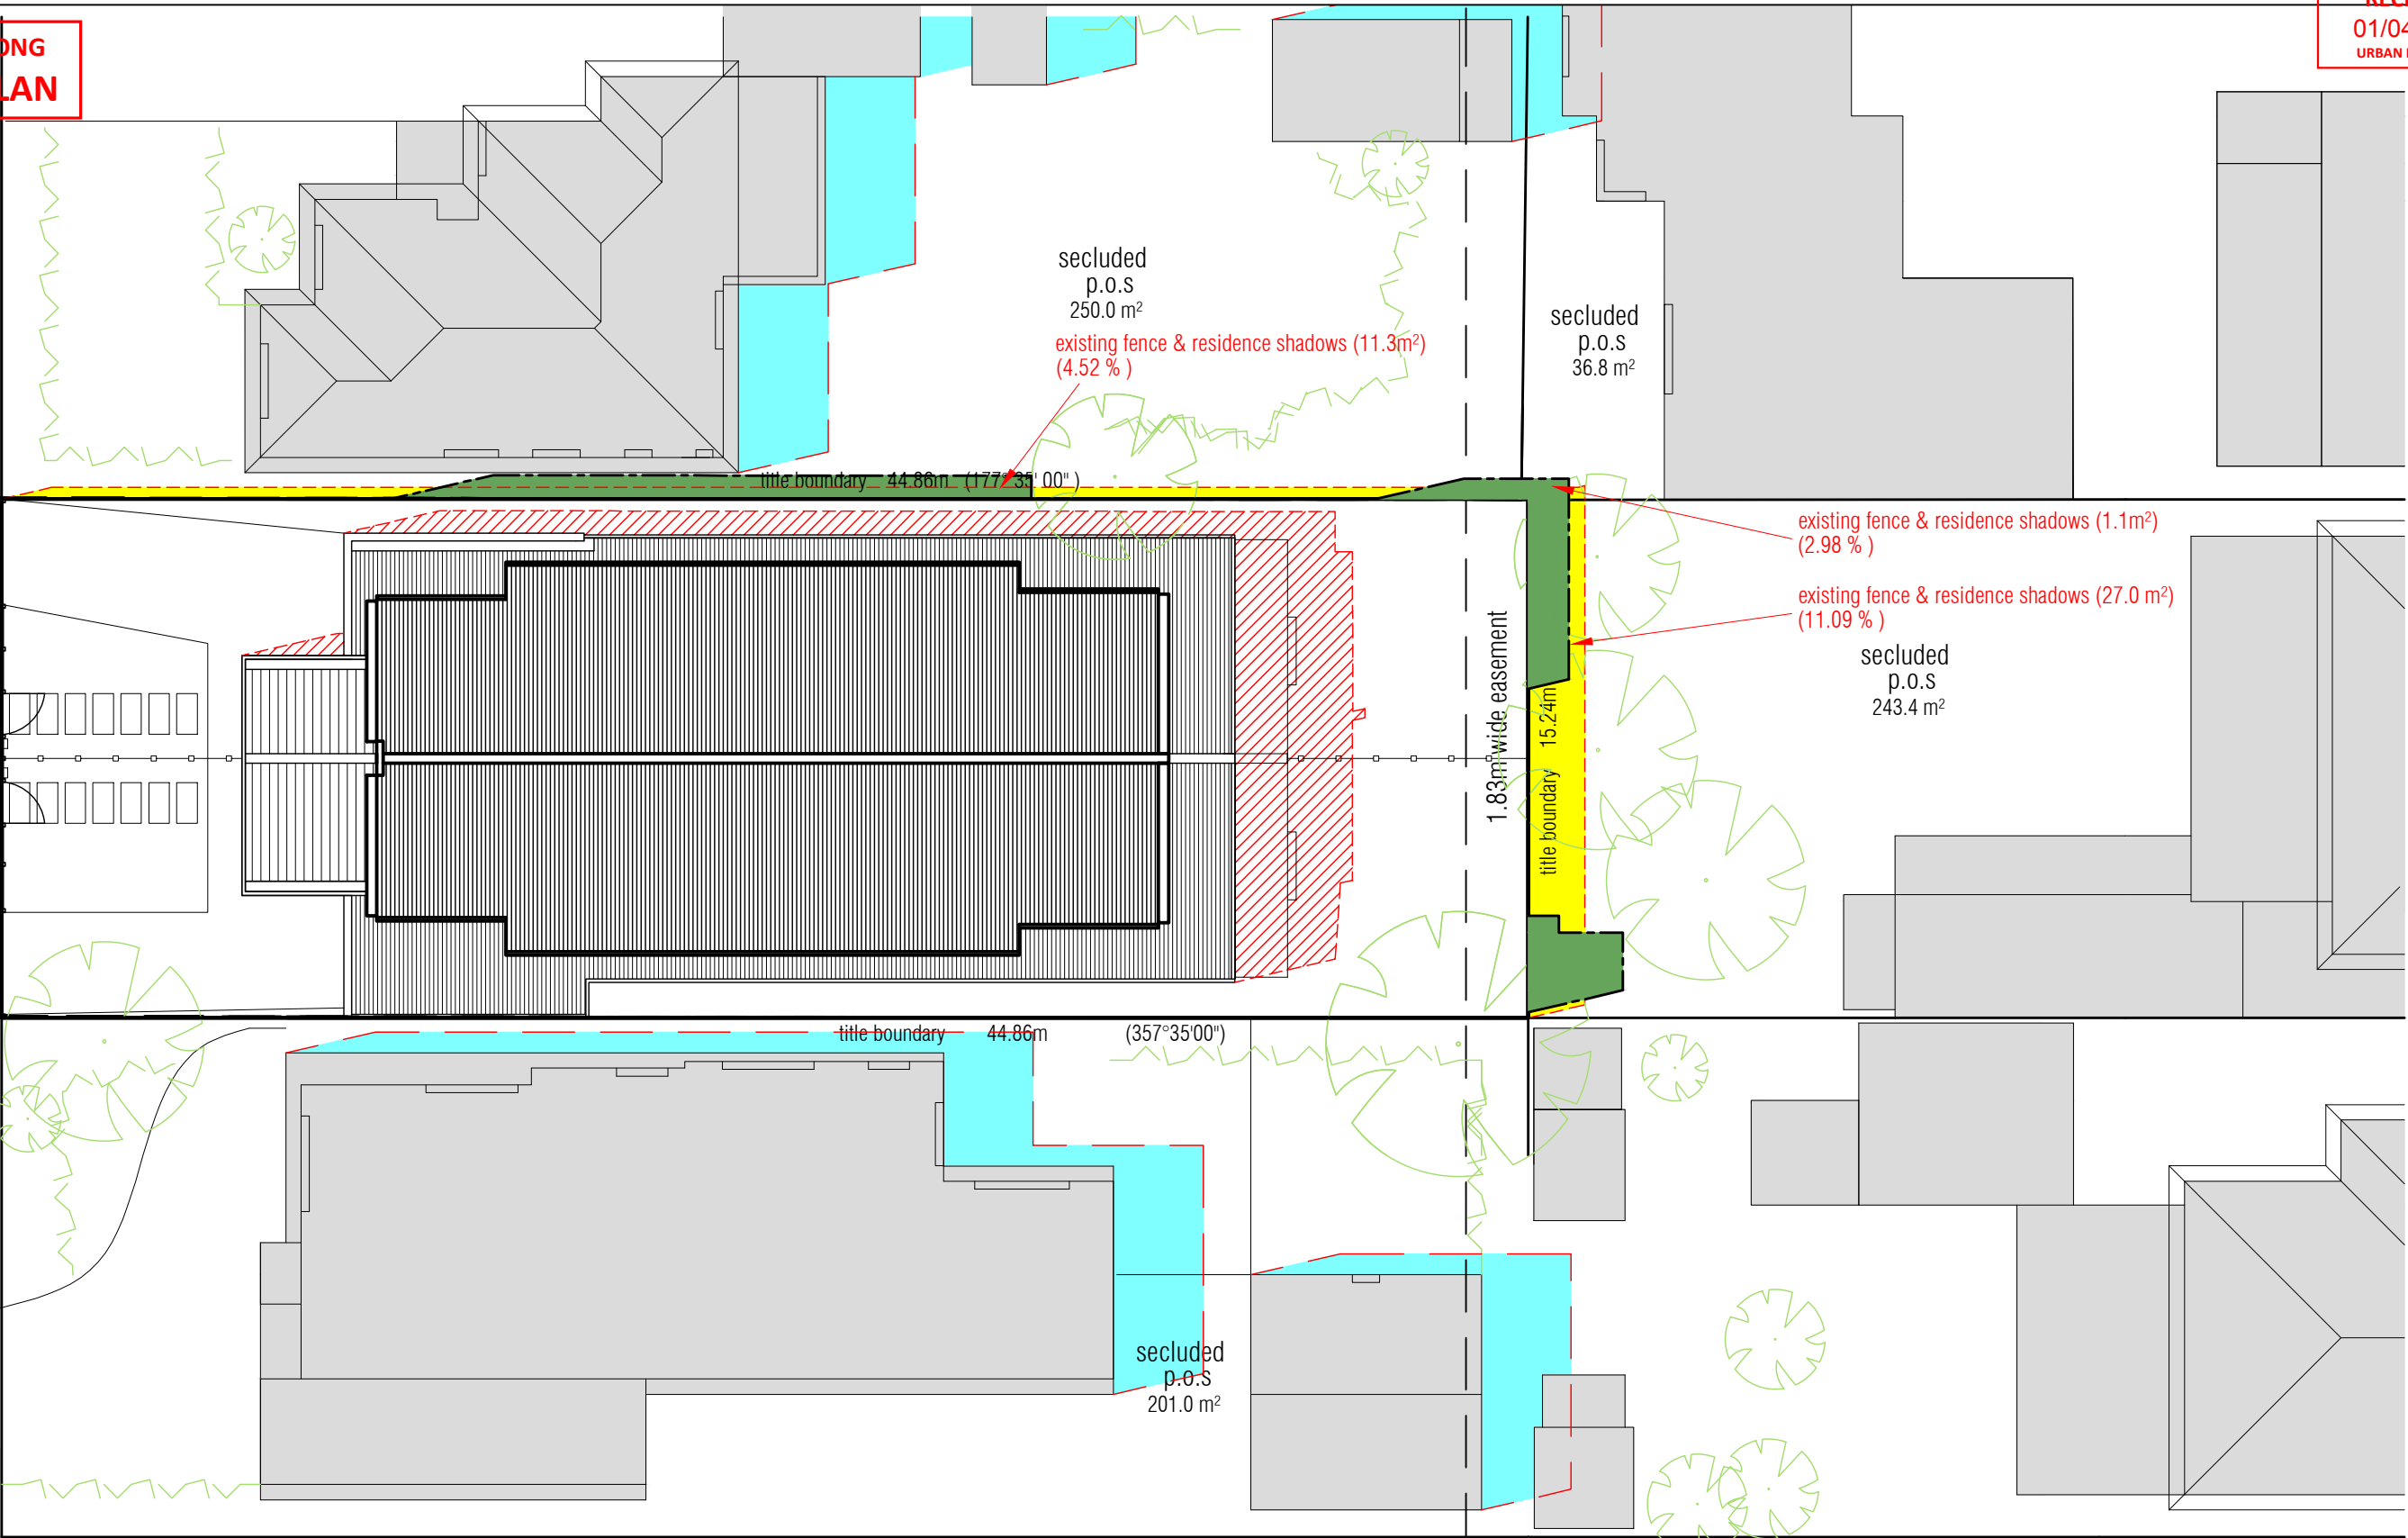 LAN
01/04
URBAN
secluded
p.o.s
250.0 m²
existing fence & residence shadows (11.3m²)
(4.52 % )
secluded
p.o.s
36.8 m²
title boundary 44.86m (177°35' 00" )
existing fence & residence shadows (1.1m²)
(2.98 % )
existing fence & residence shadows (27.0 m²)
(11.09 % )
secluded
p.o.s
243.4 m²
1.83m wide easement
title boundary 15.24m
title boundary 44.86m (357°35'00")
secluded
p.o.s
201.0 m²